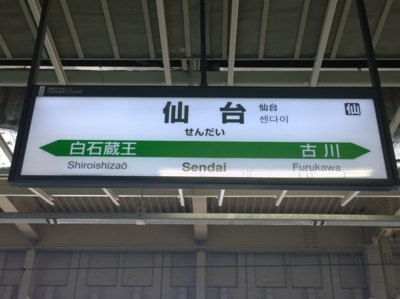 仙台
仙台
센다이
仙
せんだい
白石蔵王
古川
Shiroishizaō
Sendai
Furukawa